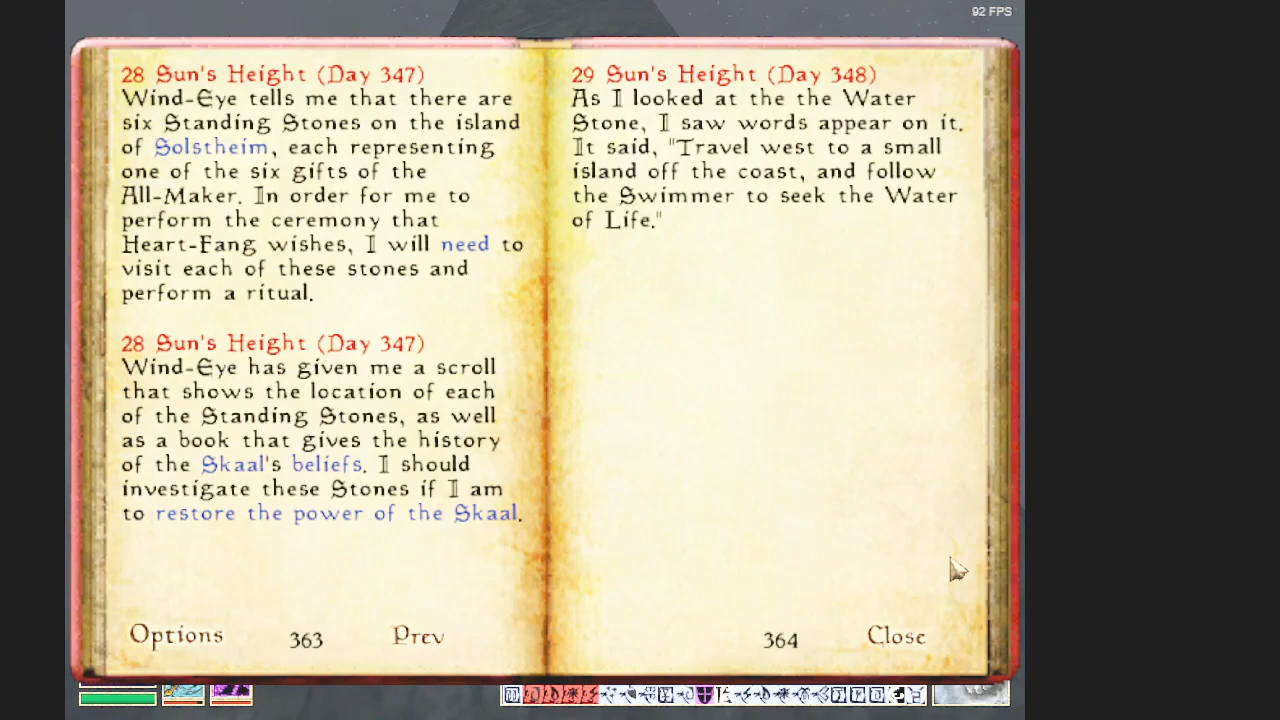 92 FPS
28 Sun's Height (Day 347)
Wind-Eye tells me that there are
six Standing Stones on the island
of Solstheim, each representing
one of the six gifts of the
All-Maker. In order for me to
perform the ceremony that
Heart-Fang wishes, I will need to
visit each of these stones and
perform a ritual.
28 Sun's Height (Day 347)
Wind-Eye has given me a scroll
that shows the location of each
of the Standing Stones, as well
as a book that gives the history
of the Skaal's beliefs. I should
investigate these Stones if I am
to restore the power of the Skaal.
Options 363 Prev
29 Sun's Height (Day 348)
As I looked at the the Water
Stone, I saw words appear on it.
It said, "Travel west to a small
island off the coast, and follow
the Swimmer to seek the Water
of Life."
364 Close